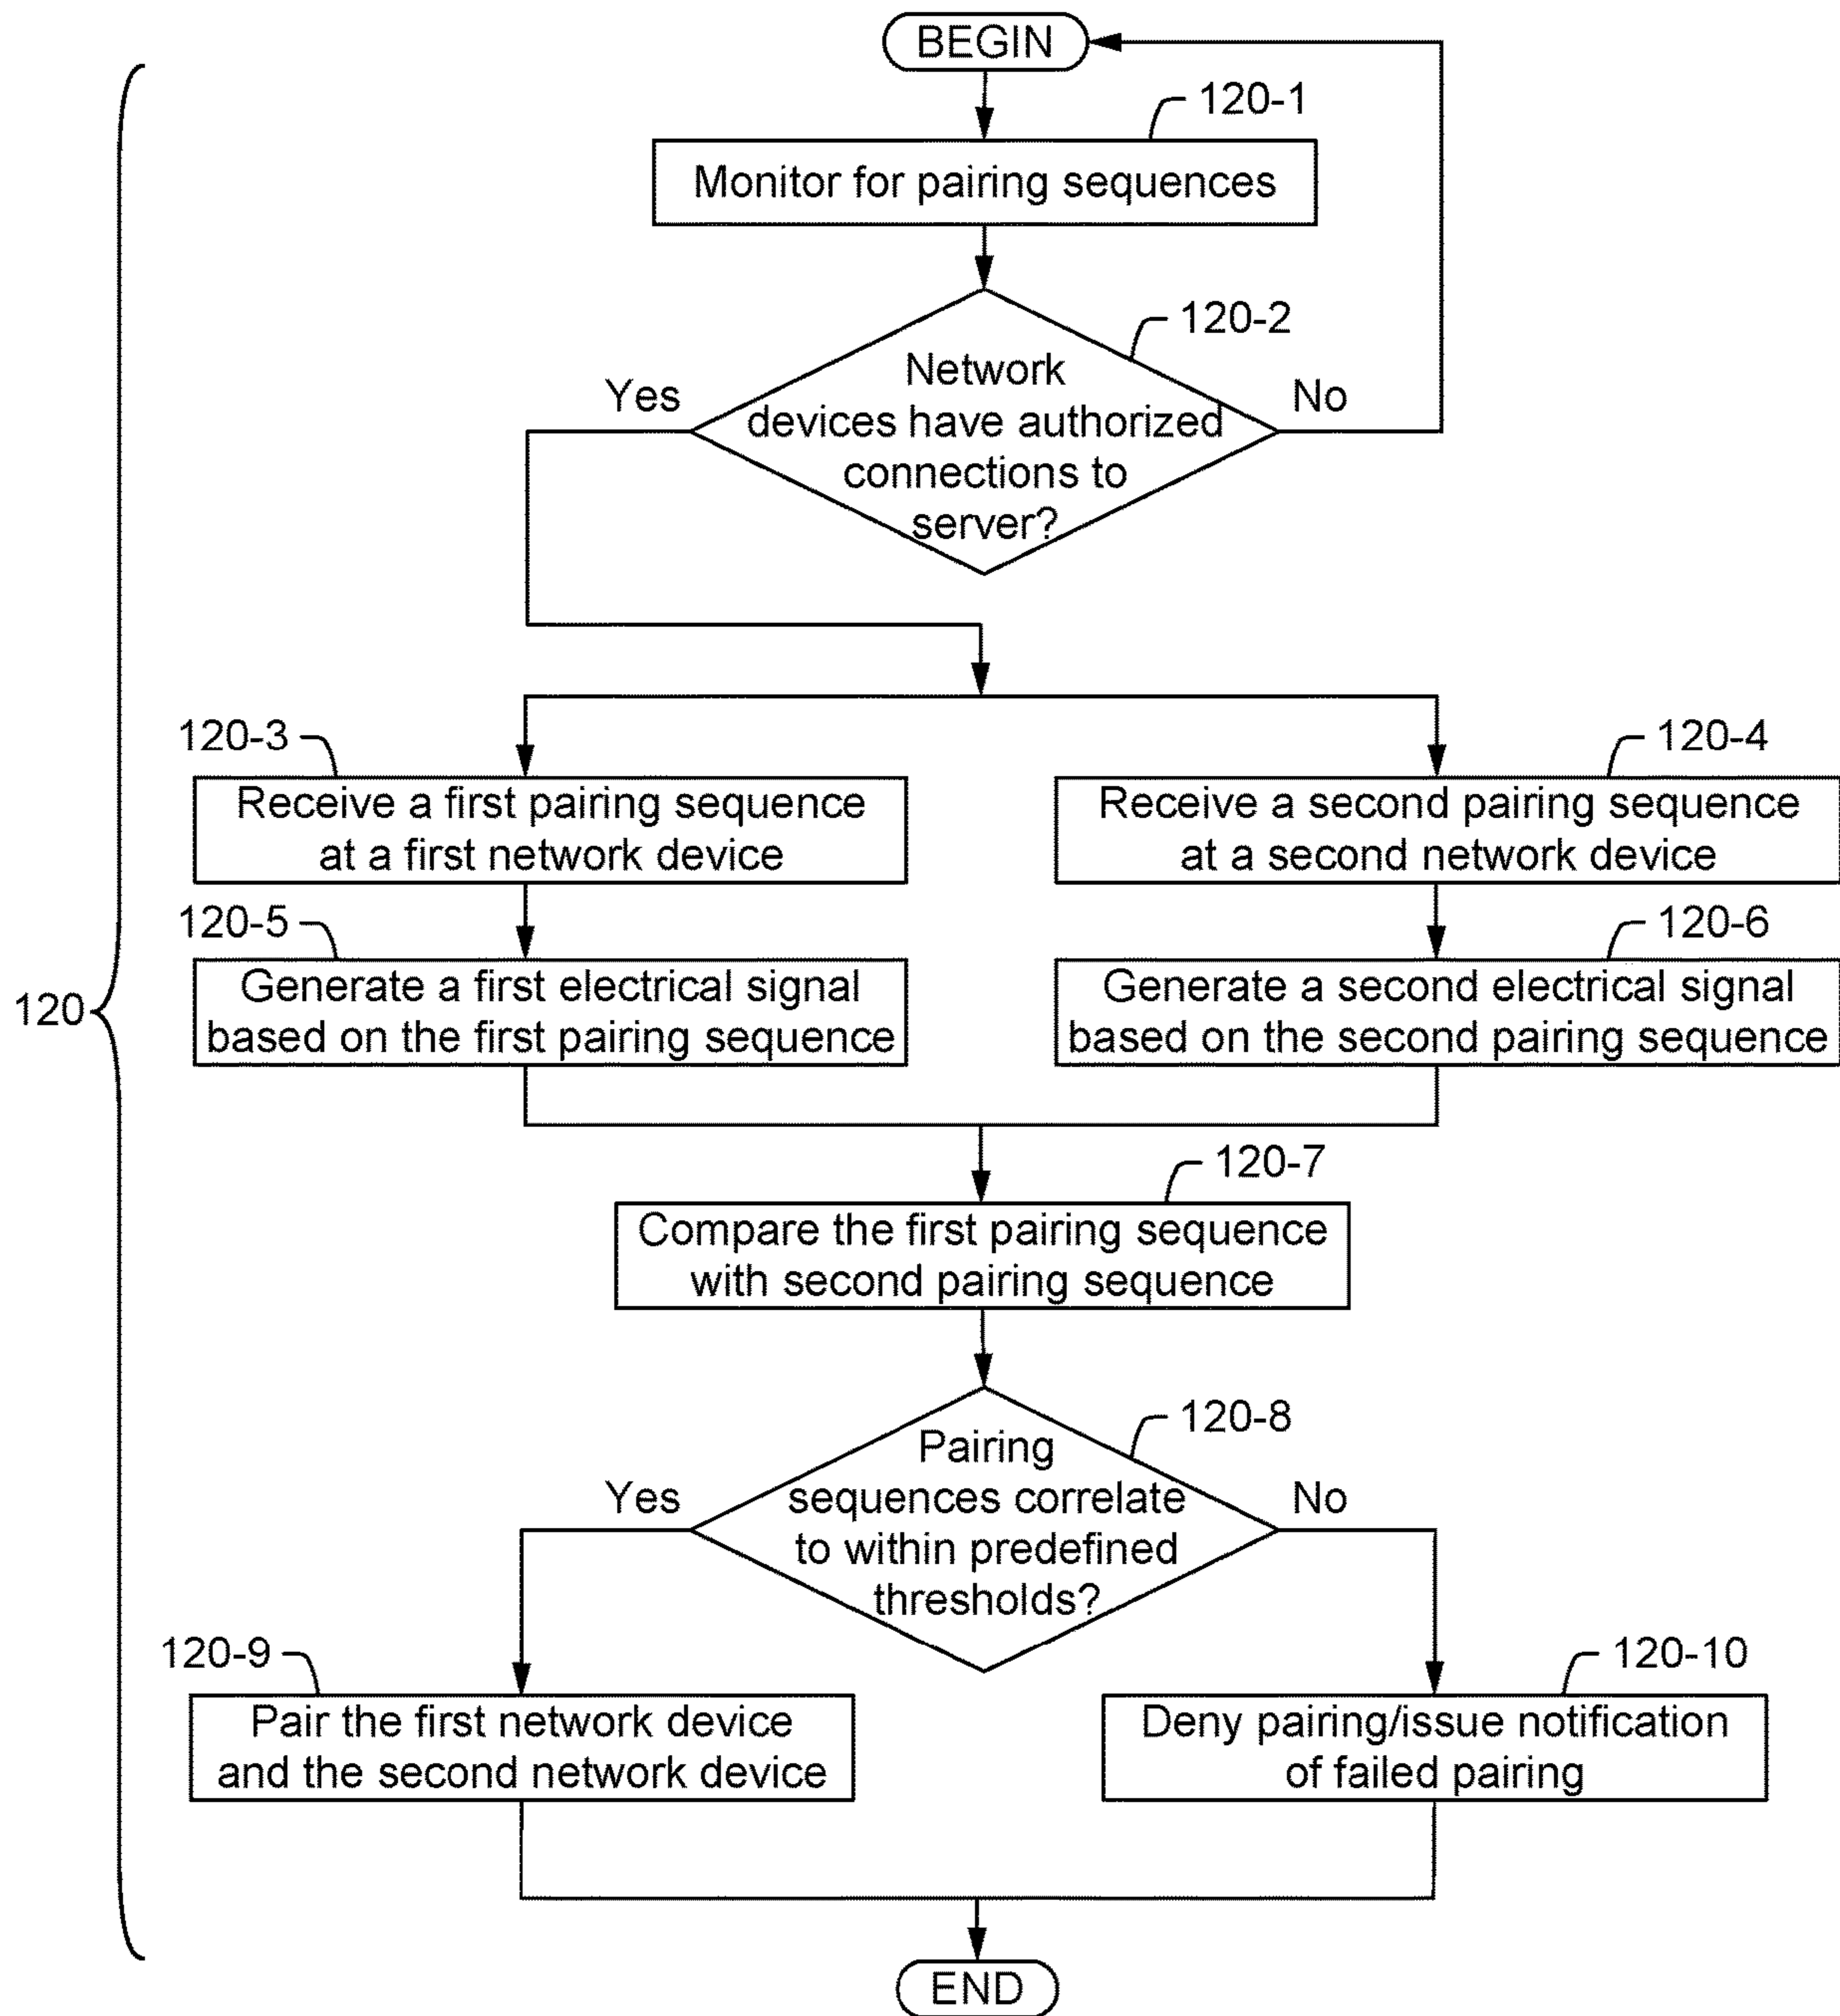 BEGIN
120-1
Monitor for pairing sequences
120-2
Network
devices have authorized
connections to
server?
Yes
No
120-3
Receive a first pairing sequence
at a first network device
120-4
Receive a second pairing sequence
at a second network device
120-5
Generate a first electrical signal
based on the first pairing sequence
120-6
Generate a second electrical signal
based on the second pairing sequence
120
120-7
Compare the first pairing sequence
with second pairing sequence
120-8
Pairing
sequences correlate
to within predefined
thresholds?
Yes
No
120-9
Pair the first network device
and the second network device
120-10
Deny pairing/issue notification
of failed pairing
END